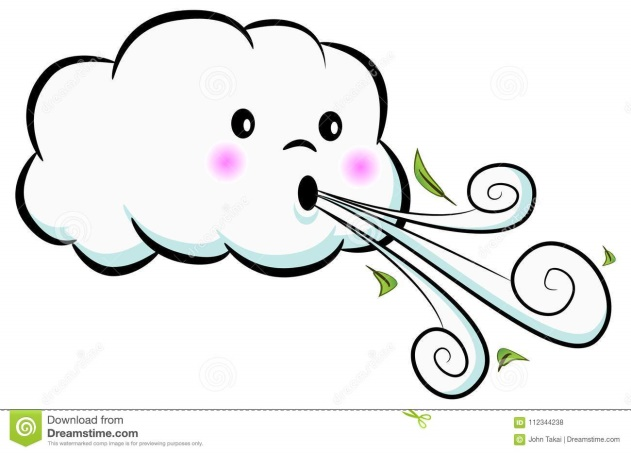 Download from
Dreamstime.com
This watermarked comp image is for previewing purposes only.
112344238
John Takai | Dreamstime.com